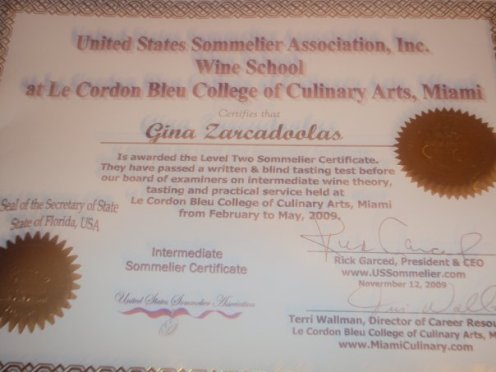 United States Sommelier Association, Inc.
Wine School
at Le Cordon Bleu College of Culinary Arts, Miami
Certifies that
Gina Zarcadoolas
Is awarded the Level Two Sommelier Certificate.
They have passed a written & blind tasting test before
our board of examiners on intermediate wine theory,
tasting and practical service held at
Le Cordon Bleu College of Culinary Arts, Miami
from February to May, 2009.
Seal of the Secretary of State
State of Florida, USA
Intermediate
Sommelier Certificate
United States Sommelier Association
Rick Garced
Rick Garced, President & CEO
www.USSommelier.com
November 12, 2009
Terri Wallman, Director of Career Resou
Le Cordon Bleu College of Culinary Arts, M
www.MiamiCulinary.com